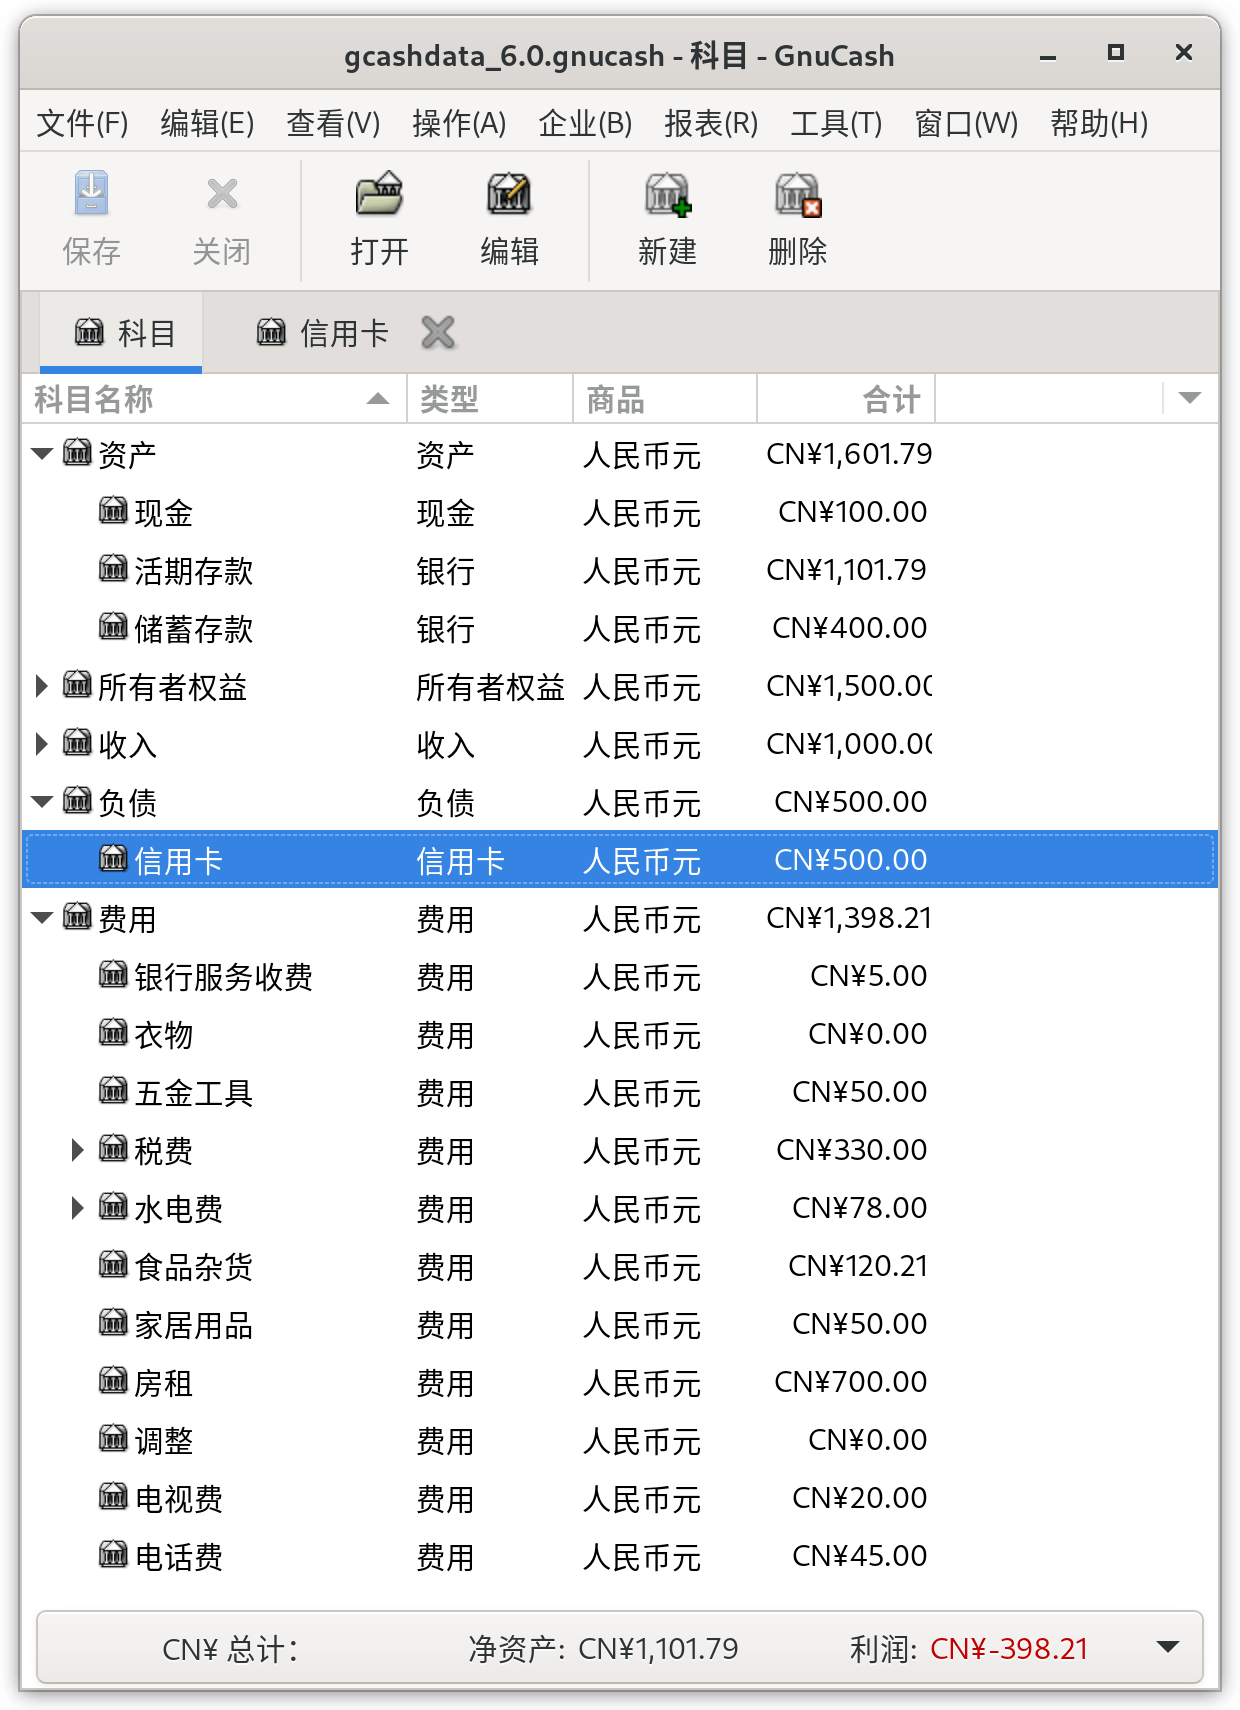 gcashdata_6.0.gnucash - 科目 - GnuCash
文件(F) 编辑(E) 查看(V) 操作(A) 企业(B) 报表(R) 工具(T) 窗口(W) 帮助(H)
保存 关闭 打开 编辑 新建 删除
科目 信用卡
科目名称 类型 商品 合计
资产 资产 人民币元 CN¥1,601.79
现金 现金 人民币元 CN¥100.00
活期存款 银行 人民币元 CN¥1,101.79
储蓄存款 银行 人民币元 CN¥400.00
所有者权益 所有者权益 人民币元 CN¥1,500.00
收入 收入 人民币元 CN¥1,000.00
负债 负债 人民币元 CN¥500.00
信用卡 信用卡 人民币元 CN¥500.00
费用 费用 人民币元 CN¥1,398.21
银行服务收费 费用 人民币元 CN¥5.00
衣物 费用 人民币元 CN¥0.00
五金工具 费用 人民币元 CN¥50.00
税费 费用 人民币元 CN¥330.00
水电费 费用 人民币元 CN¥78.00
食品杂货 费用 人民币元 CN¥120.21
家居用品 费用 人民币元 CN¥50.00
房租 费用 人民币元 CN¥700.00
调整 费用 人民币元 CN¥0.00
电视费 费用 人民币元 CN¥20.00
电话费 费用 人民币元 CN¥45.00
CN¥ 总计： 净资产: CN¥1,101.79 利润: CN¥-398.21